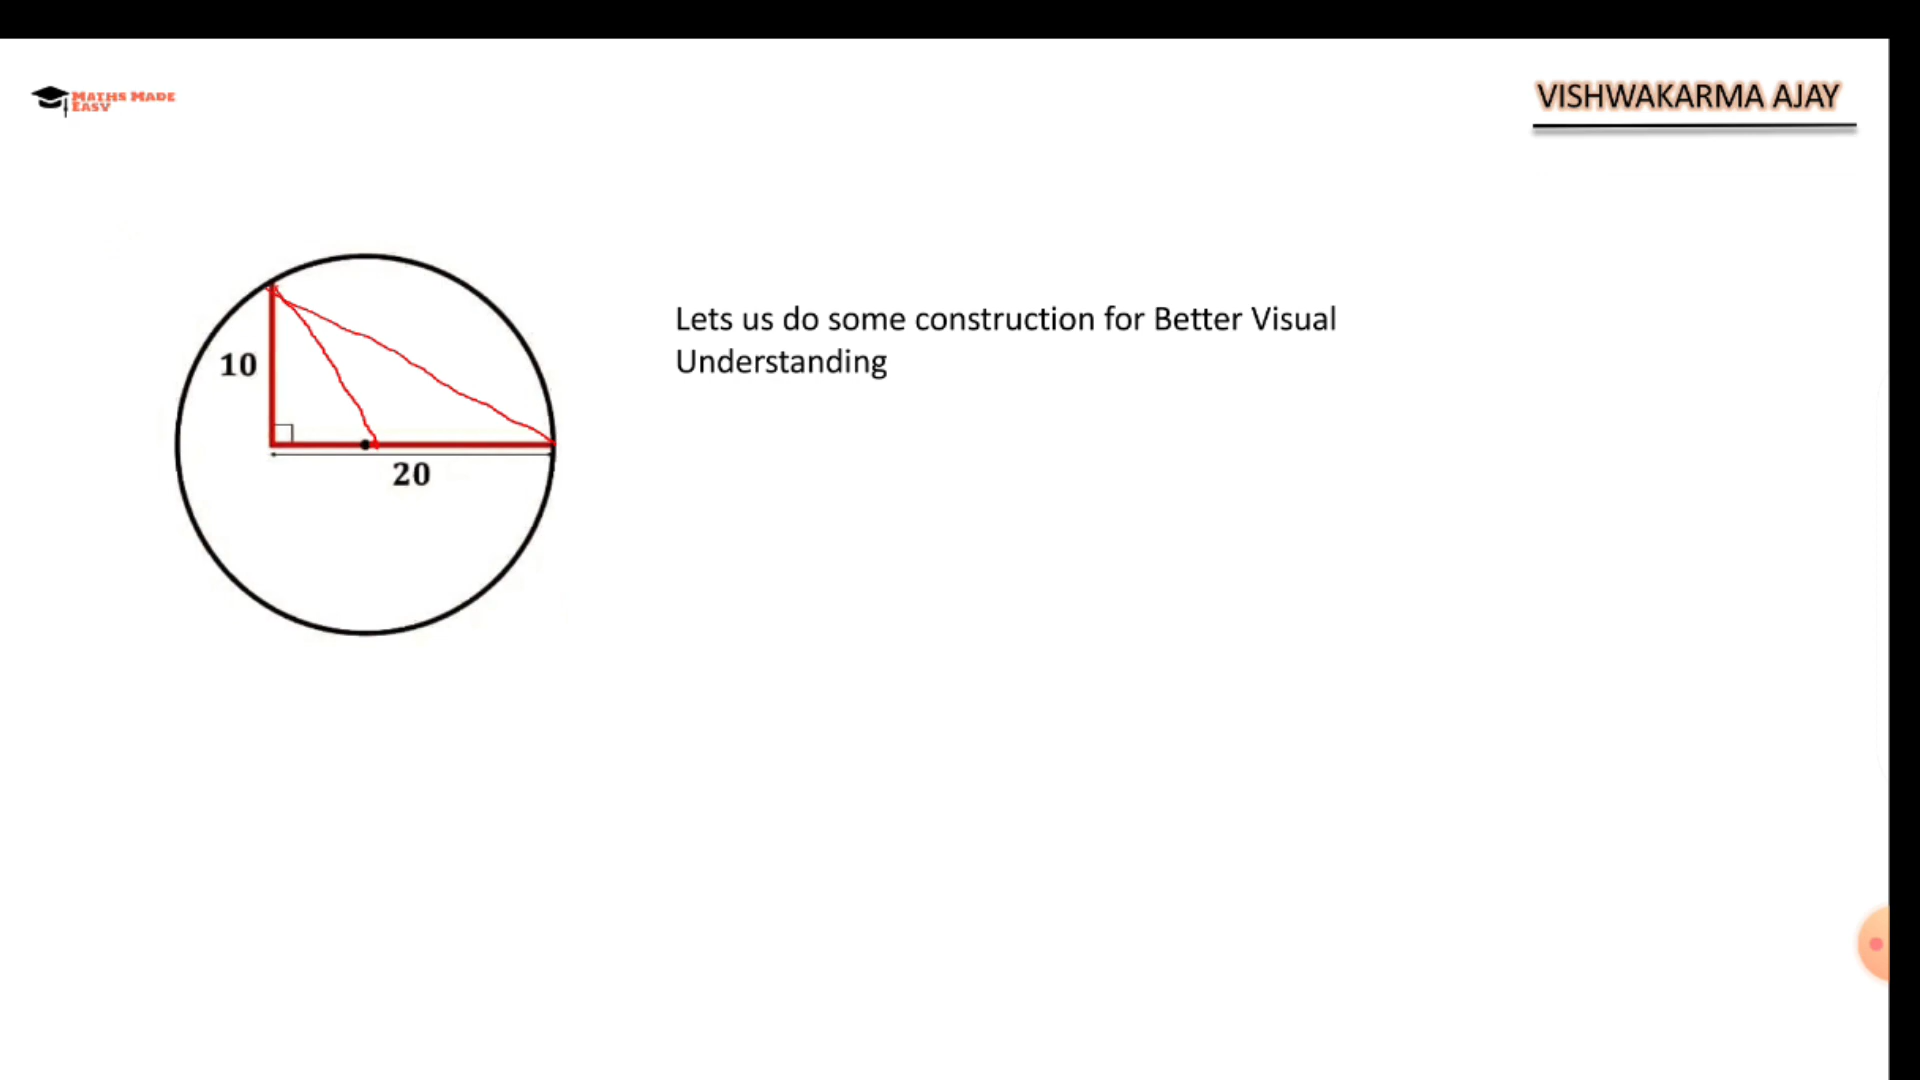 MATHS MADE
EASY
VISHWAKARMA AJAY
Lets us do some construction for Better Visual
Understanding
10
20